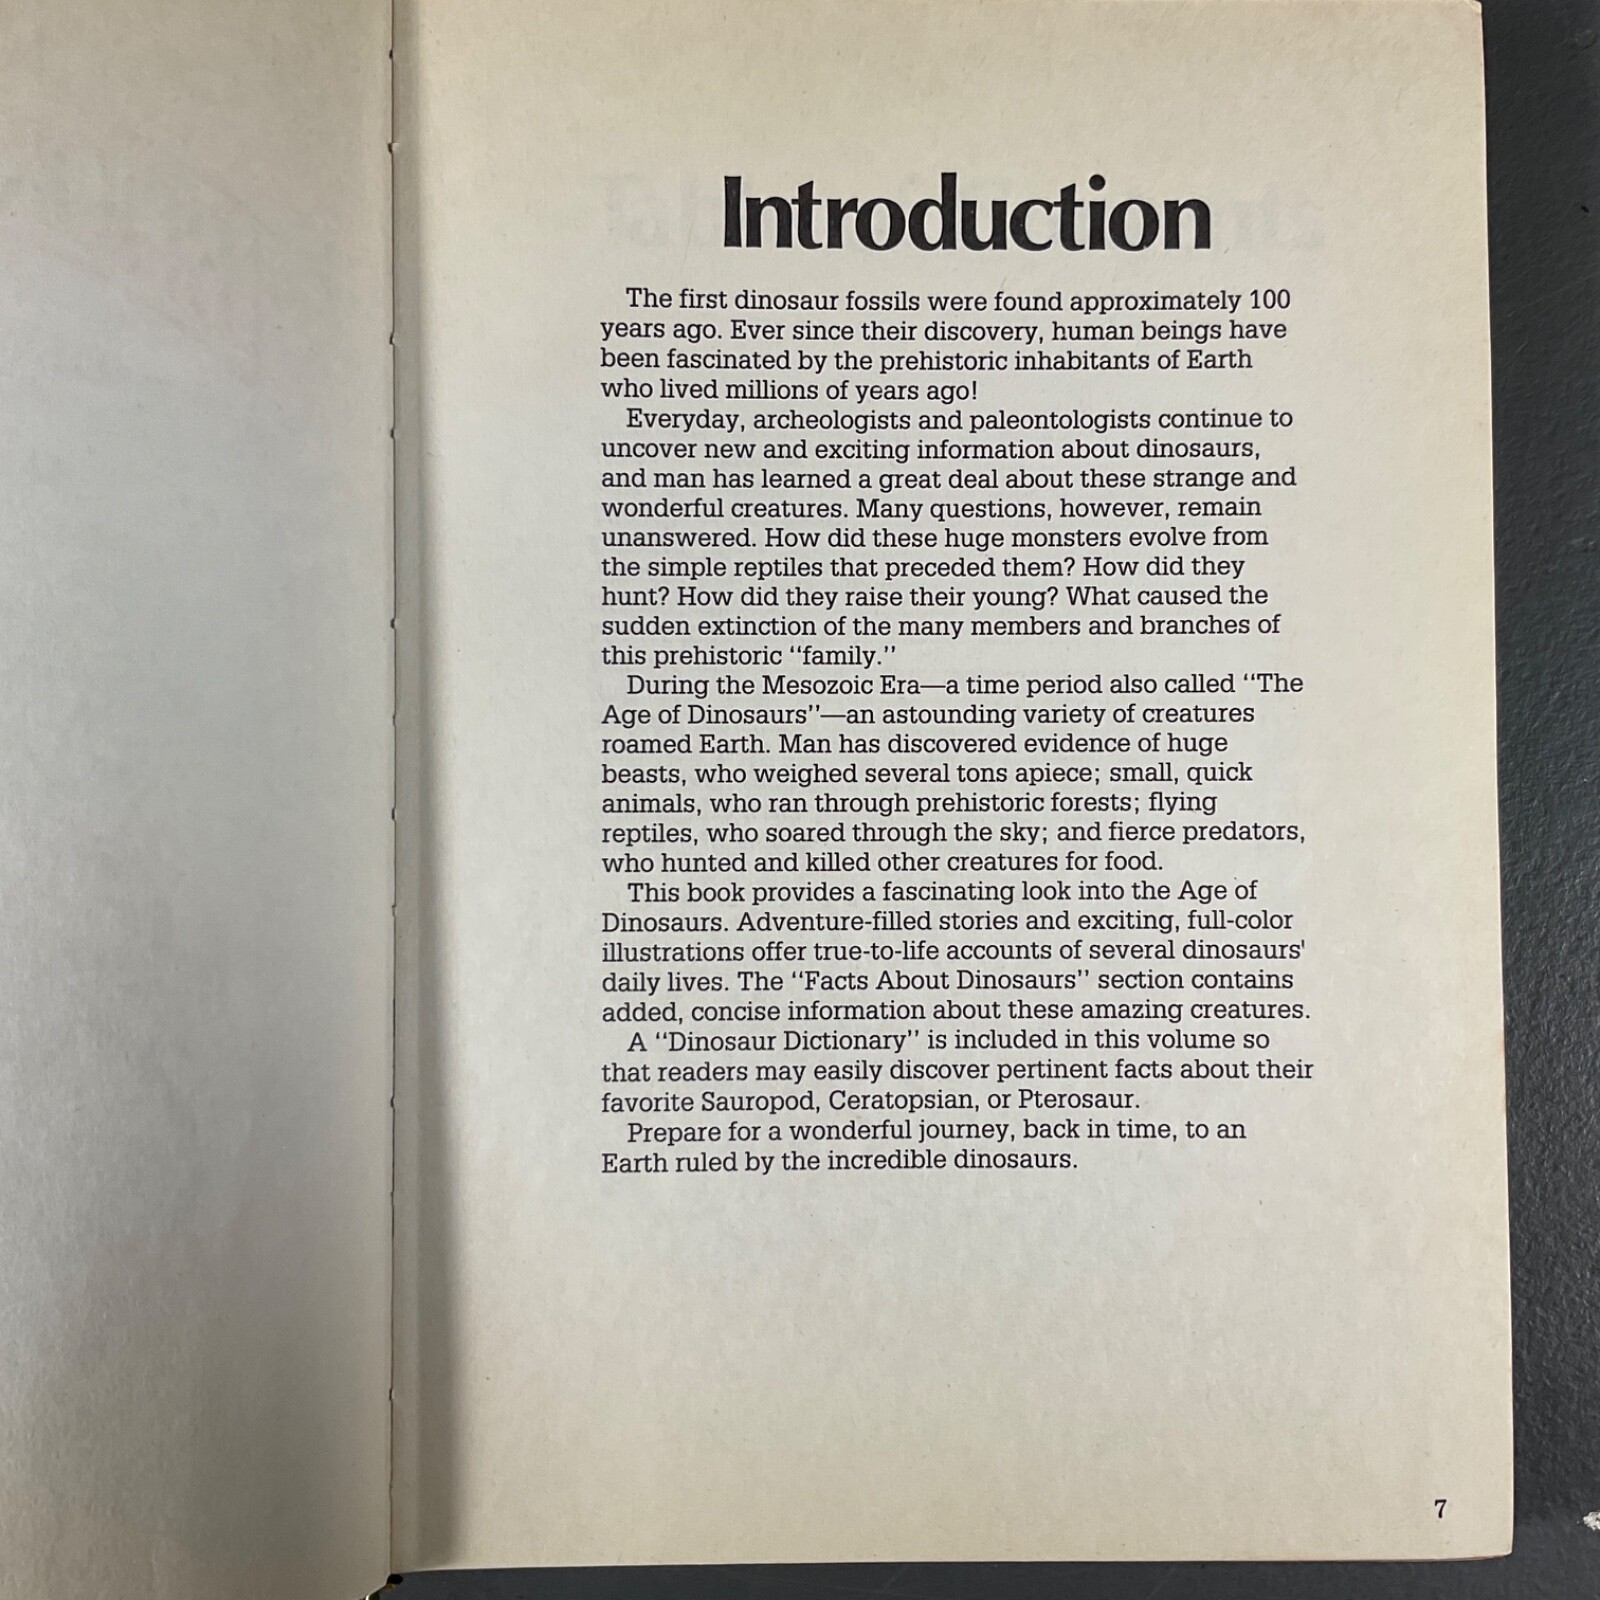 Introduction
The first dinosaur fossils were found approximately 100
years ago. Ever since their discovery, human beings have
been fascinated by the prehistoric inhabitants of Earth
who lived millions of years ago!
Everyday, archeologists and paleontologists continue to
uncover new and exciting information about dinosaurs,
and man has learned a great deal about these strange and
wonderful creatures. Many questions, however, remain
unanswered. How did these huge monsters evolve from
the simple reptiles that preceded them? How did they
hunt? How did they raise their young? What caused the
sudden extinction of the many members and branches of
this prehistoric “family.”
During the Mesozoic Era—a time period also called “The
Age of Dinosaurs”—an astounding variety of creatures
roamed Earth. Man has discovered evidence of huge
beasts, who weighed several tons apiece; small, quick
animals, who ran through prehistoric forests; flying
reptiles, who soared through the sky; and fierce predators,
who hunted and killed other creatures for food.
This book provides a fascinating look into the Age of
Dinosaurs. Adventure-filled stories and exciting, full-color
illustrations offer true-to-life accounts of several dinosaurs'
daily lives. The “Facts About Dinosaurs” section contains
added, concise information about these amazing creatures.
A “Dinosaur Dictionary” is included in this volume so
that readers may easily discover pertinent facts about their
favorite Sauropod, Ceratopsian, or Pterosaur.
Prepare for a wonderful journey, back in time, to an
Earth ruled by the incredible dinosaurs.
7